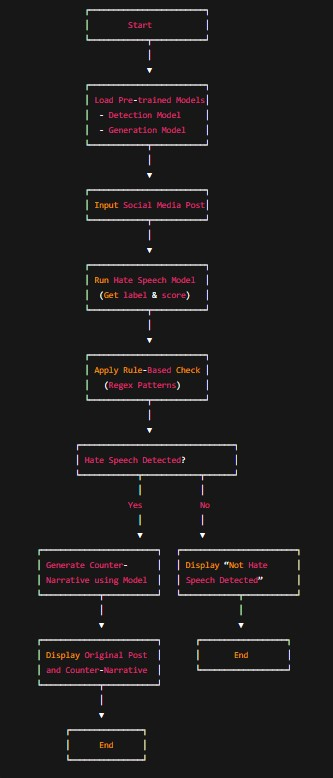 Start
Load Pre-trained Models
- Detection Model
- Generation Model
Input Social Media Post
Run Hate Speech Model
(Get label & score)
Apply Rule-Based Check
(Regex Patterns)
Hate Speech Detected?
Yes No
Generate Counter-
Narrative using Model
Display “Not Hate
Speech Detected”
Display Original Post
and Counter-Narrative
End
End